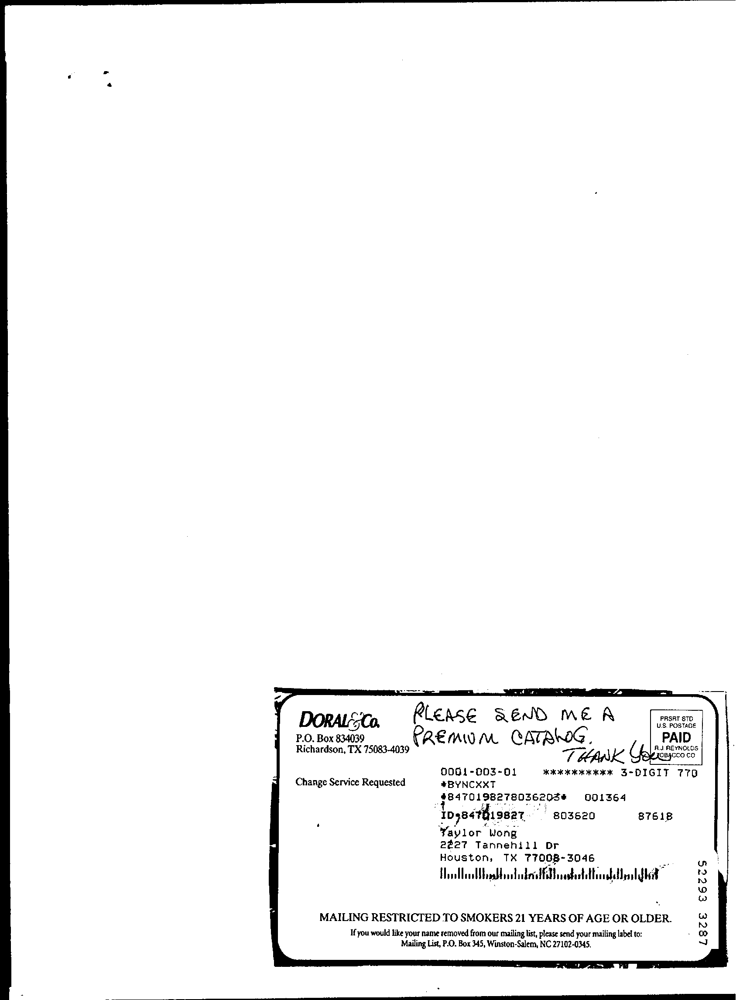 DORAL & Co.
P.O. Box 834039
Richardson, TX 75083-4039
PLEASE SEND ME A
PREMIUM CATALOG.
THANK YOU
PRSRT STD
U.S. POSTAGE
PAID
R.J. REYNOLDS
TOBACCO CO
Change Service Requested
0001-003-01 ********** 3-DIGIT 770
*BYNCXXT
*8470198278036203* 001364
ID:847019827 803620 8761B
Taylor Wong
2227 Tannehill Dr
Houston, TX 77008-3046
MAILING RESTRICTED TO SMOKERS 21 YEARS OF AGE OR OLDER.
If you would like your name removed from our mailing list, please send your mailing label to:
Mailing List, P.O. Box 345, Winston-Salem, NC 27102-0345.
52293 3287